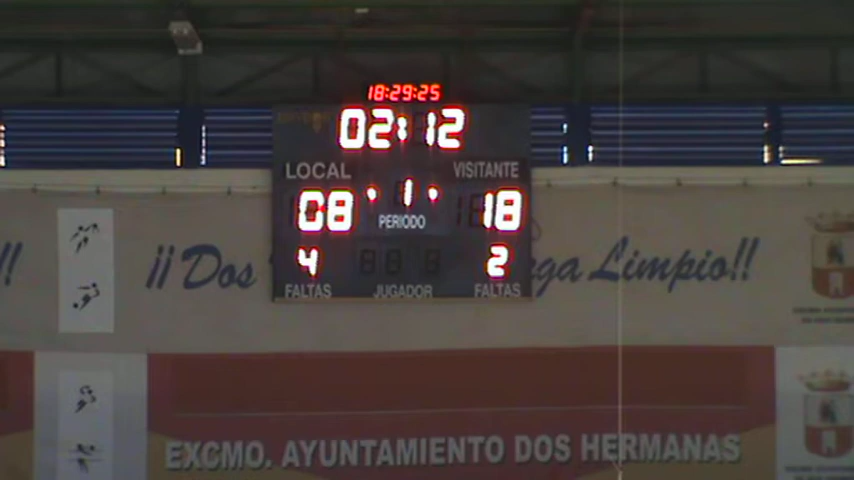 18:29:25
02:12
LOCAL VISITANTE
08 1 18
PERIODO
¡¡Dos Juega Limpio!!
4 2
FALTAS JUGADOR FALTAS
EXCMO. AYUNTAMIENTO DOS HERMANAS